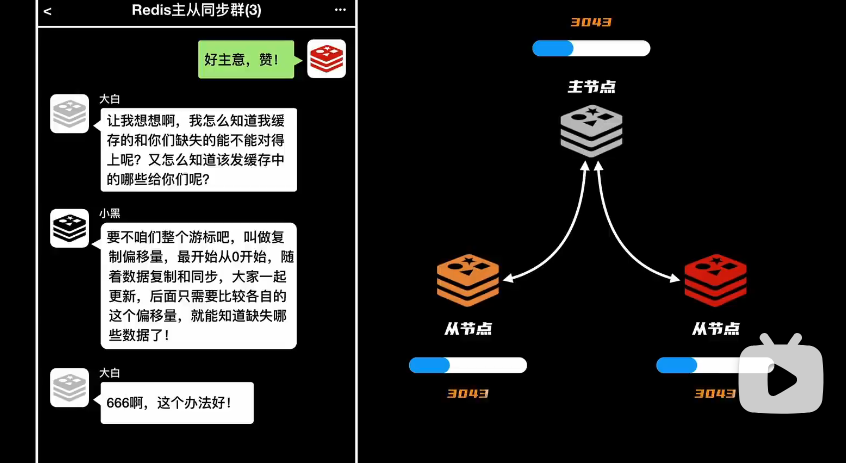 Redis主从同步群(3)
好主意，赞！
大白
让我想想啊，我怎么知道我缓
存的和你们缺失的能不能对得
上呢？又怎么知道该发缓存中
的哪些给你们呢？
小黑
要不咱们整个游标吧，叫做复
制偏移量，最开始从0开始，随
着数据复制和同步，大家一起
更新，后面只需要比较各自的
这个偏移量，就能知道缺失哪
些数据了！
大白
666啊，这个办法好！
3043
主节点
从节点
从节点
3043
3043